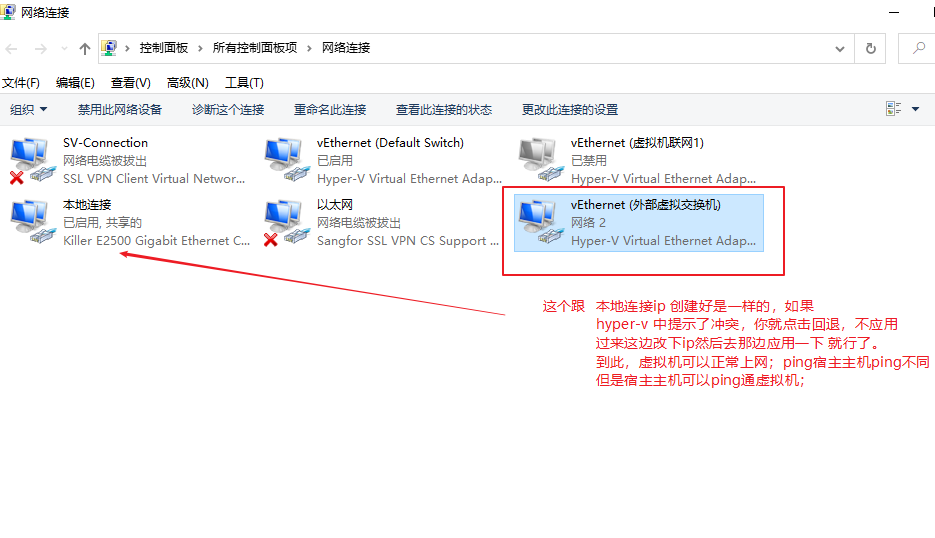 网络连接
控制面板 › 所有控制面板项 › 网络连接
文件(F) 编辑(E) 查看(V) 高级(N) 工具(T)
组织 禁用此网络设备 诊断这个连接 重命名此连接 查看此连接的状态 更改此连接的设置
SV-Connection
网络电缆被拔出
SSL VPN Client Virtual Networ...
vEthernet (Default Switch)
已启用
Hyper-V Virtual Ethernet Adap...
vEthernet (虚拟机联网1)
已禁用
Hyper-V Virtual Ethernet Adap...
本地连接
已启用, 共享的
Killer E2500 Gigabit Ethernet C...
以太网
网络电缆被拔出
Sangfor SSL VPN CS Support ...
vEthernet (外部虚拟交换机)
网络 2
Hyper-V Virtual Ethernet Adap...
这个跟 本地连接ip 创建好是一样的，如果
hyper-v 中提示了冲突，你就点击回退，不应用
过来这边改下ip然后去那边应用一下 就行了。
到此，虚拟机可以正常上网；ping宿主主机ping不同
但是宿主主机可以ping通虚拟机；